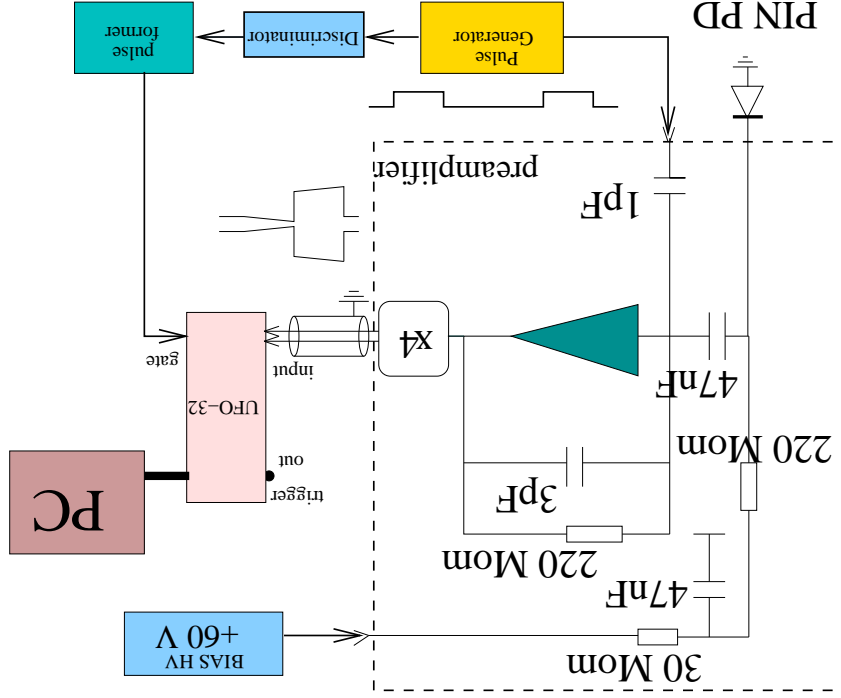 30 Mom
BIAS HV
+60 V
47nF
220 Mom
3pF
trigger
out
PC
220 Mom
UFO-32
47nF
x4
input
gate
1pF
preamplifier
PIN PD
Pulse
Generator
Discriminator
pulse
former